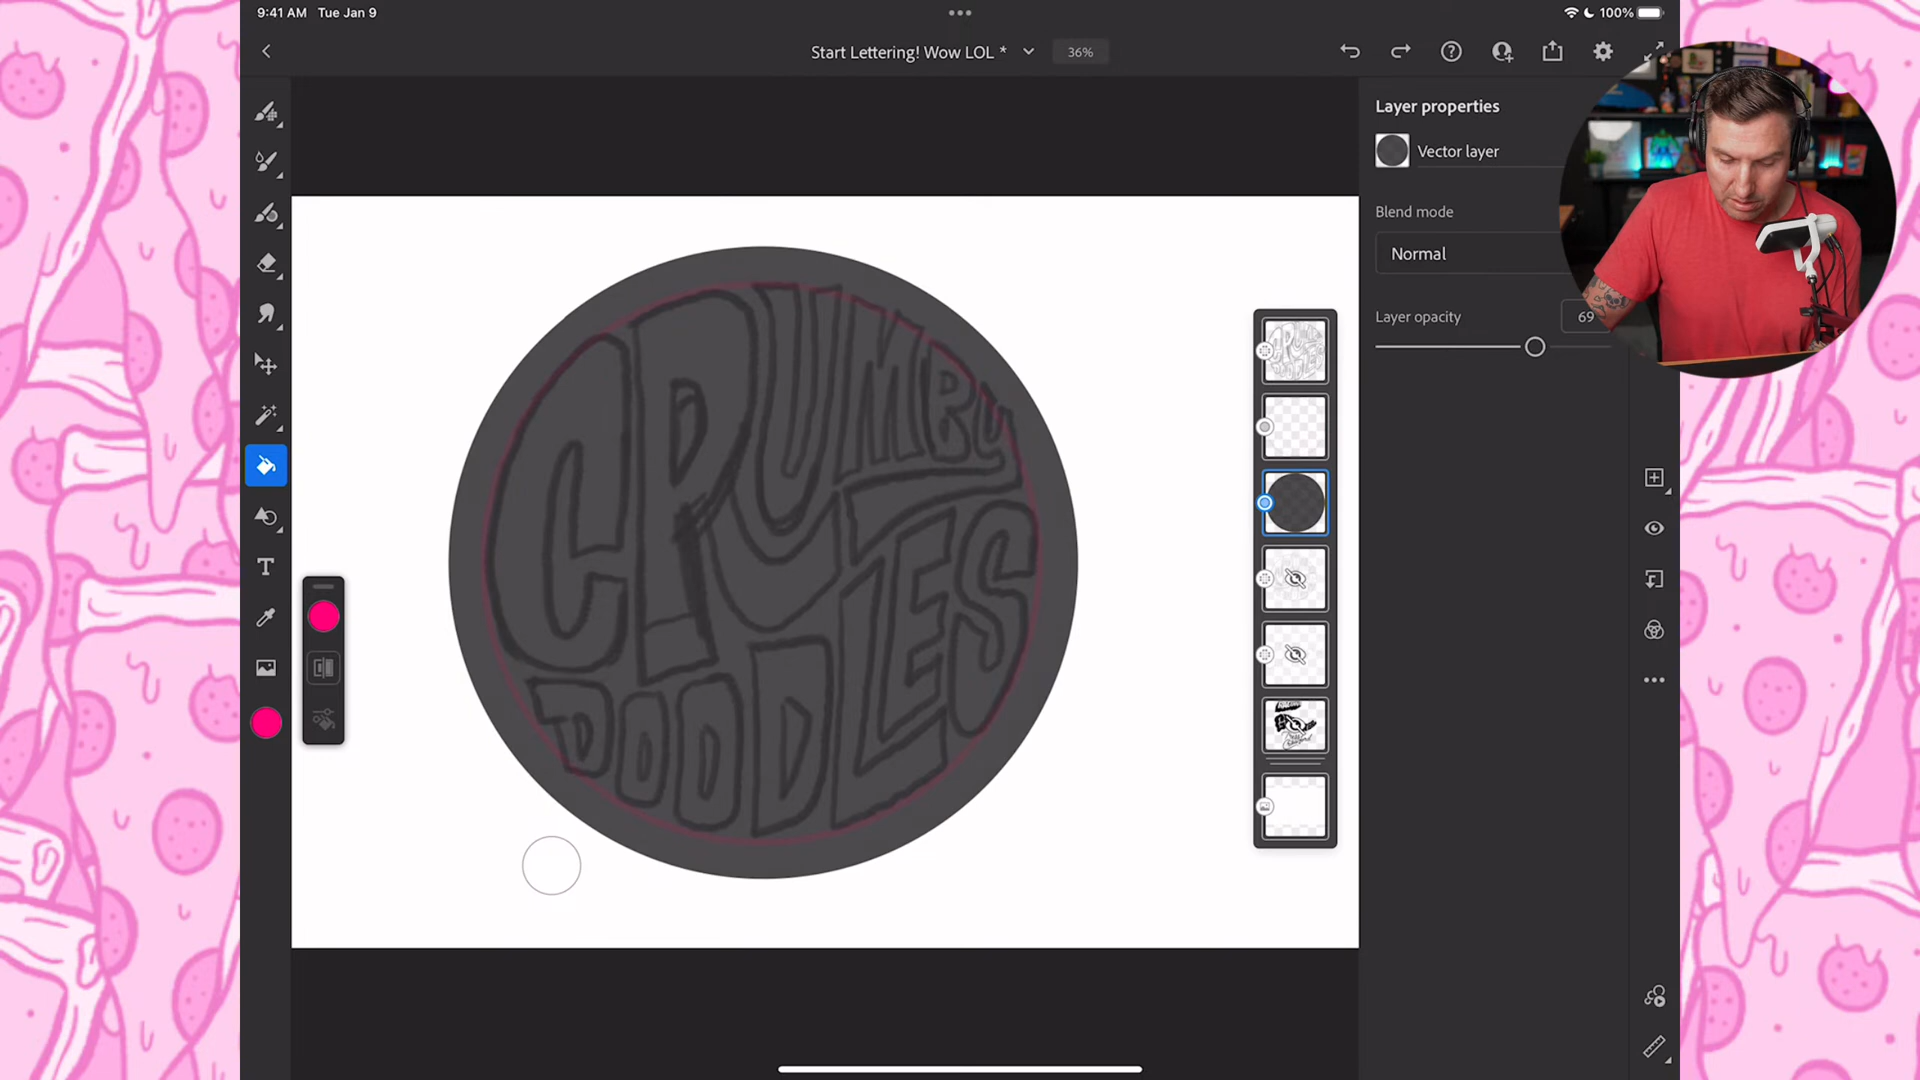 9:41 AM Tue Jan 9
100%
Start Lettering! Wow LOL *
36%
Layer properties
Vector layer
Blend mode
Normal
Layer opacity
69
CRUMBY
DOODLES
T